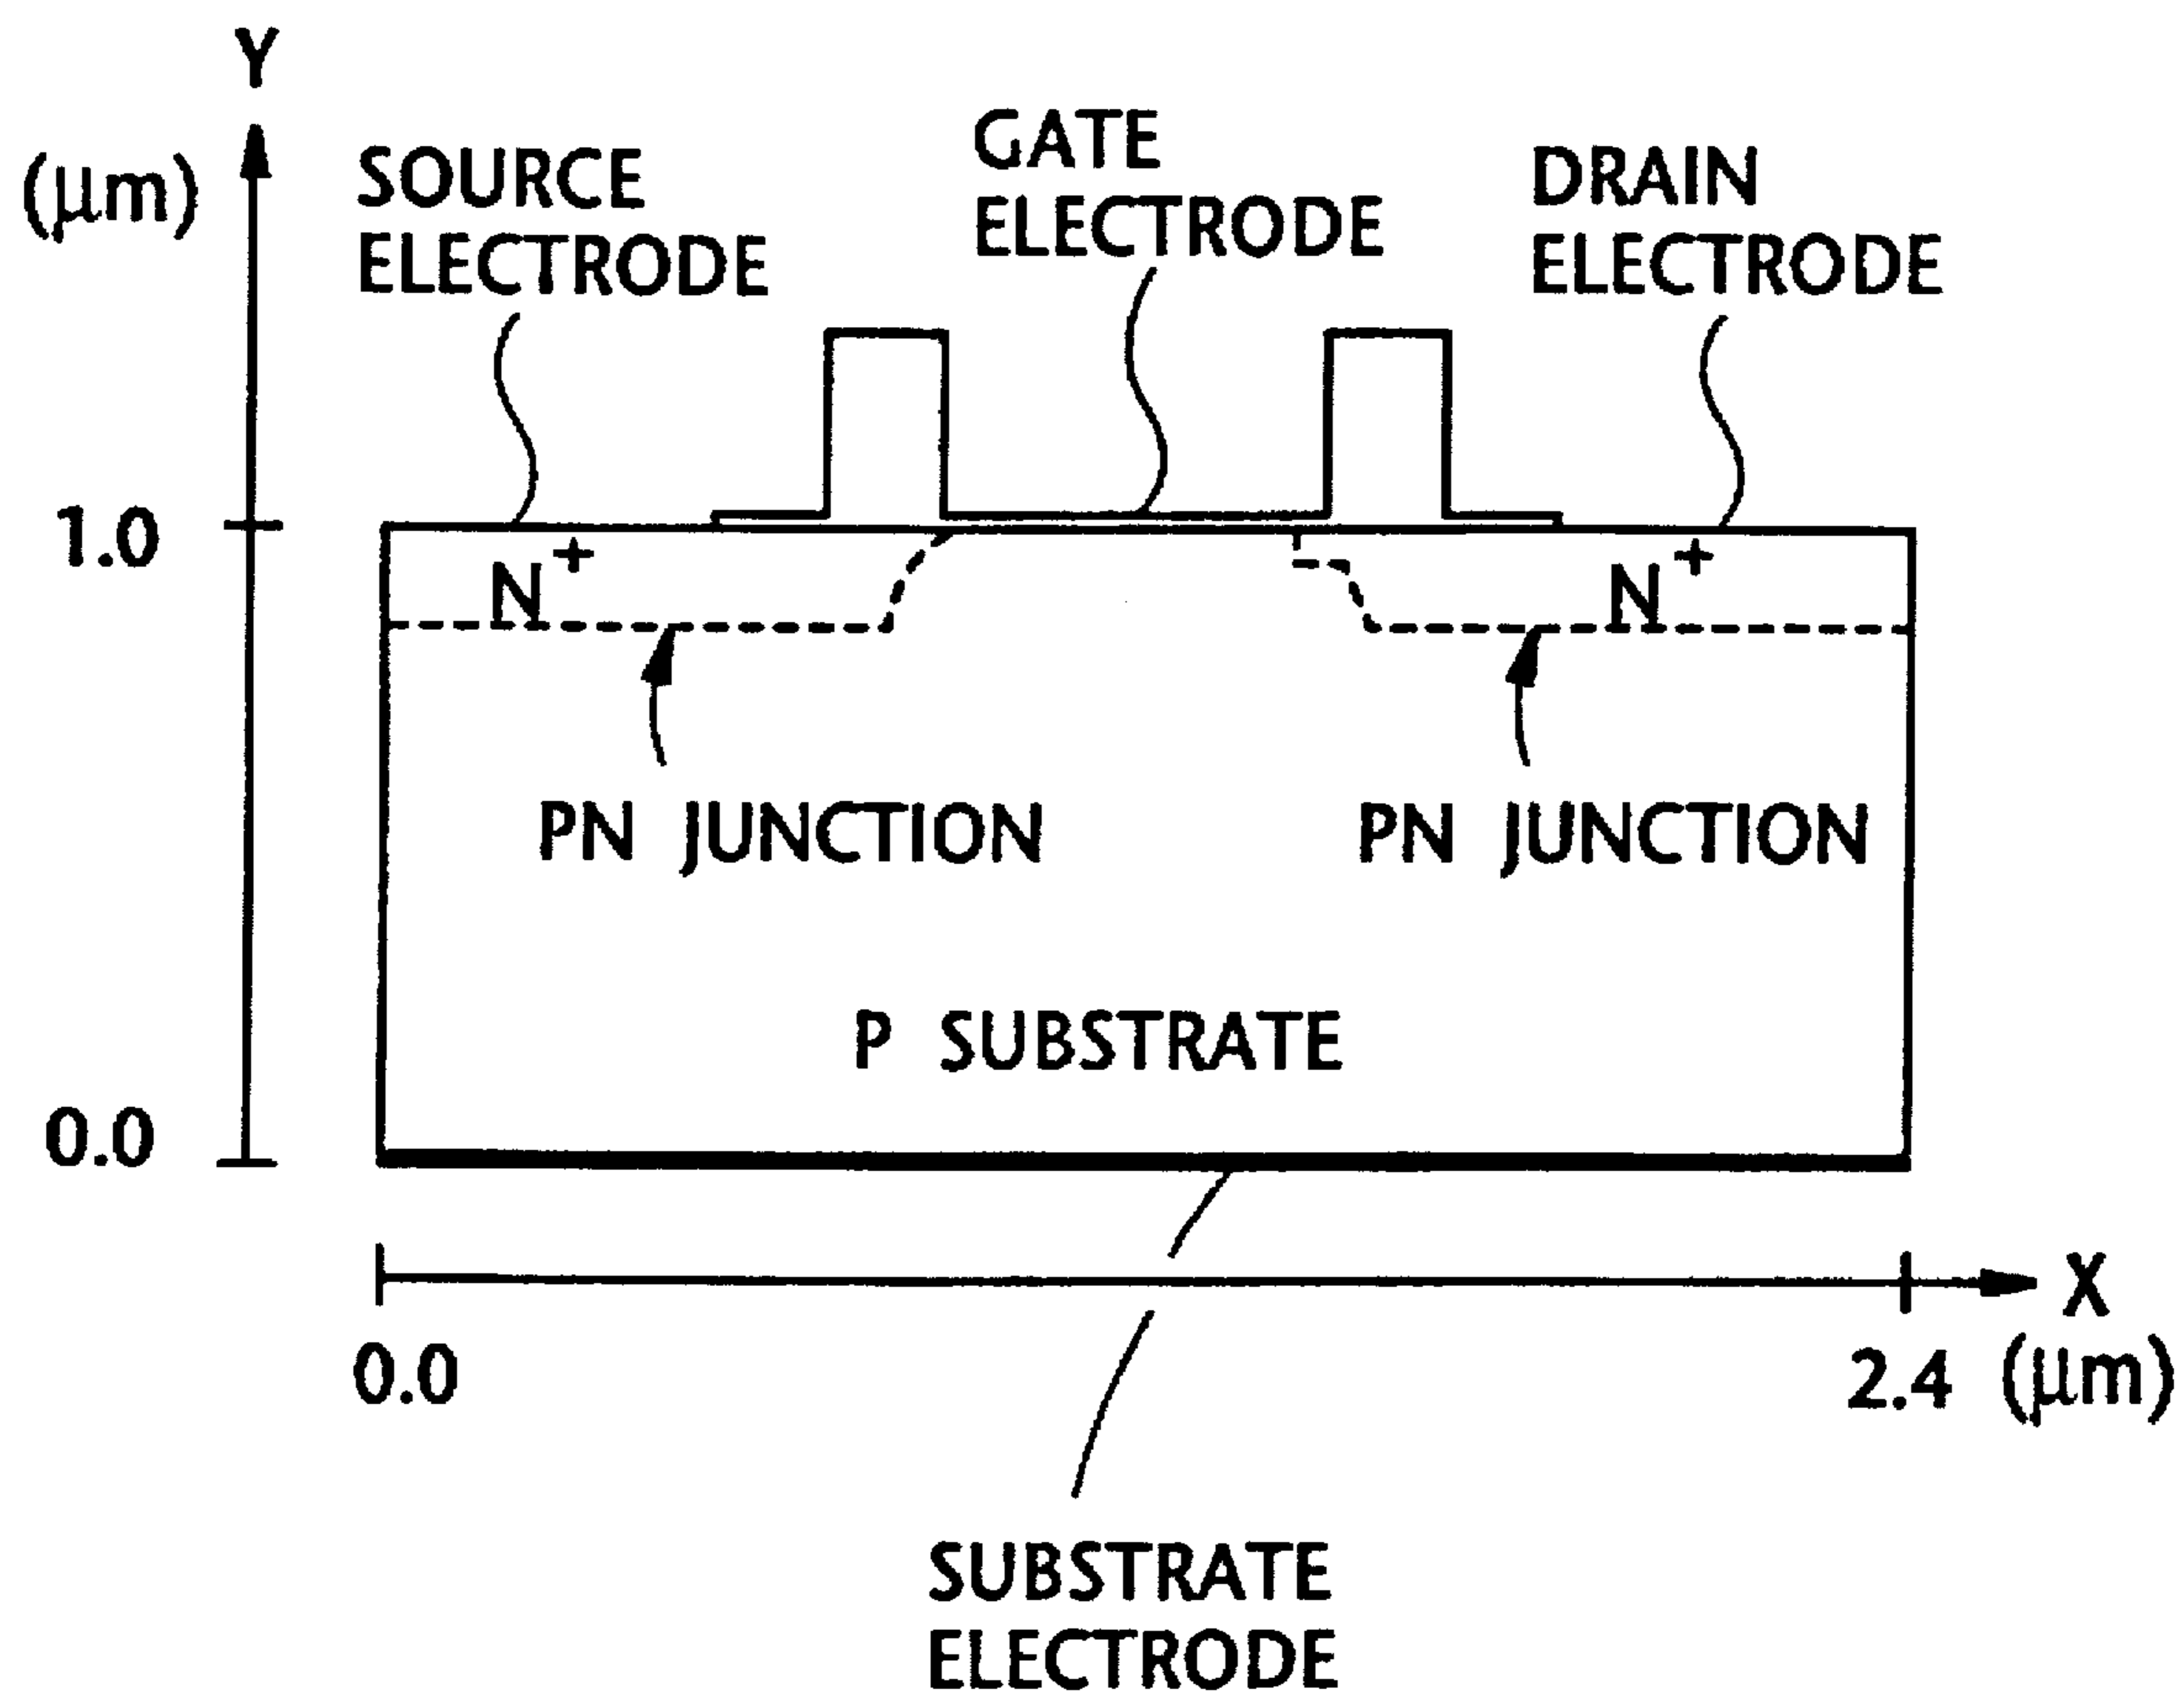 Y
(μm)
SOURCE
ELECTRODE
GATE
ELECTRODE
DRAIN
ELECTRODE
1.0
N+
N+
PN JUNCTION
PN JUNCTION
P SUBSTRATE
0.0
X
0.0
2.4 (μm)
SUBSTRATE
ELECTRODE